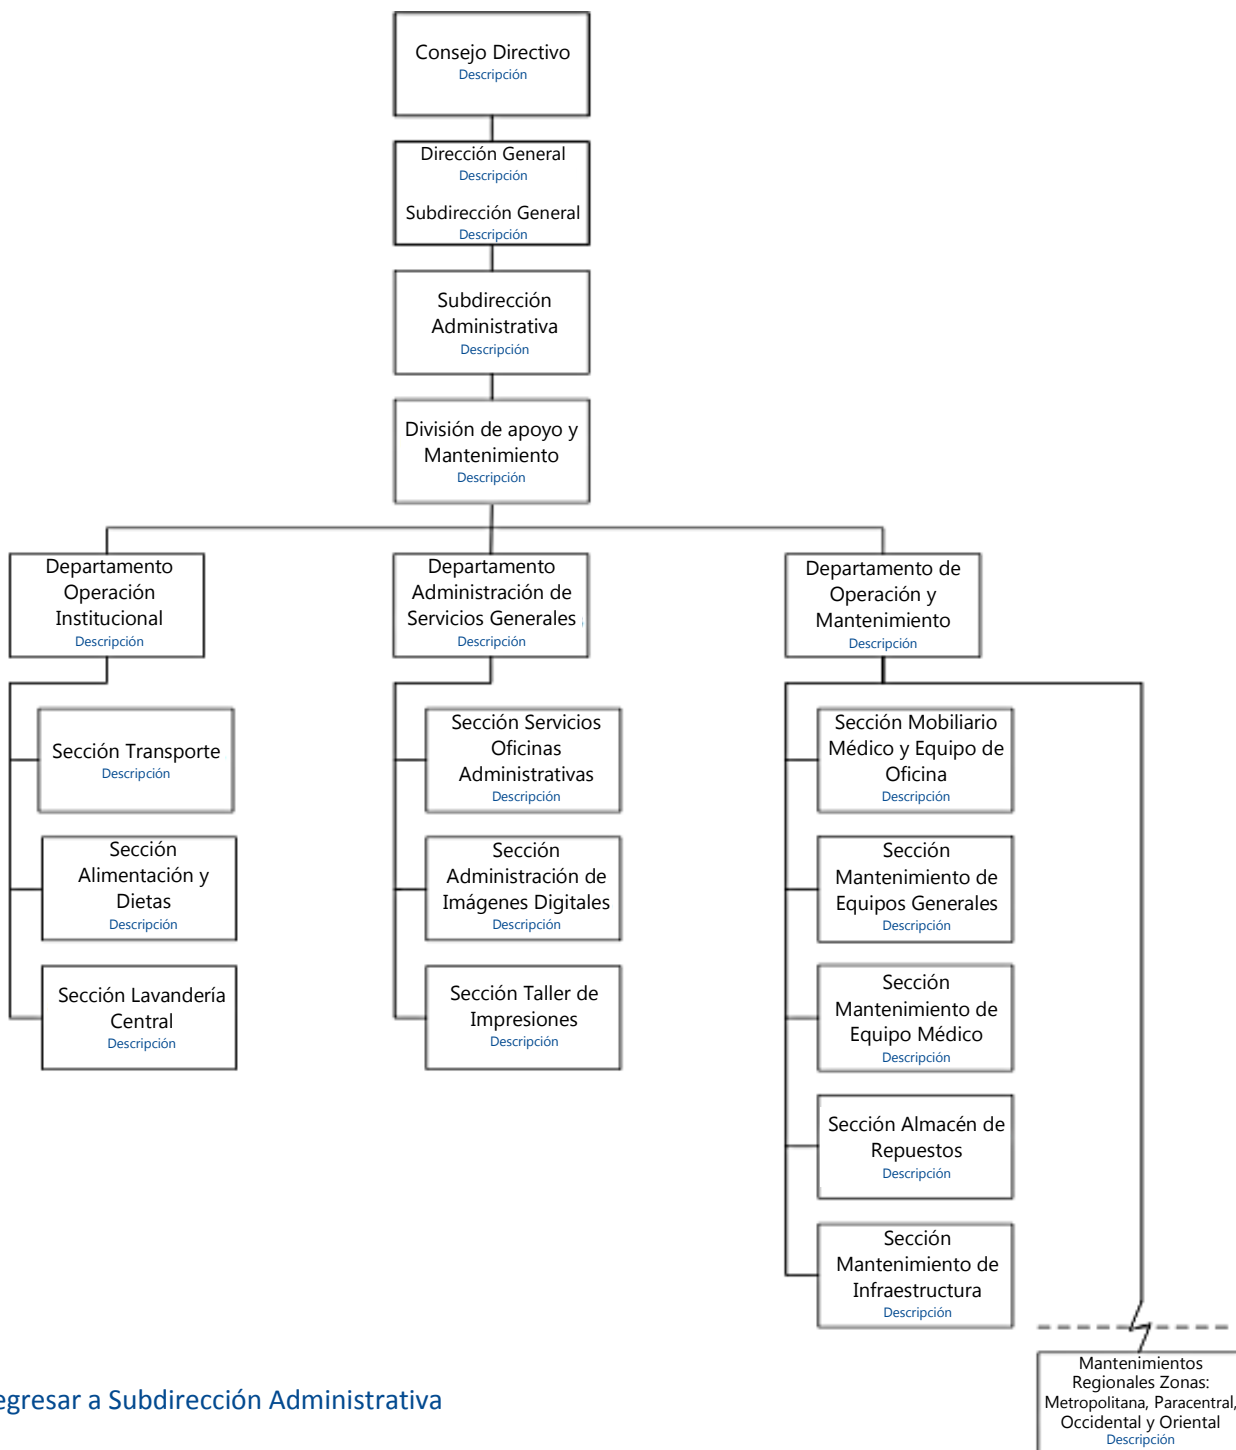 Consejo Directivo
Descripción
Dirección General
Descripción
Subdirección General
Descripción
Subdirección
Administrativa
Descripción
División de apoyo y
Mantenimiento
Descripción
Departamento
Operación
Institucional
Descripción
Departamento
Administración de
Servicios Generales
Descripción
Departamento de
Operación y
Mantenimiento
Descripción
Sección Transporte
Descripción
Sección
Alimentación y
Dietas
Descripción
Sección Lavandería
Central
Descripción
Sección Servicios
Oficinas
Administrativas
Descripción
Sección
Administración de
Imágenes Digitales
Descripción
Sección Taller de
Impresiones
Descripción
Sección Mobiliario
Médico y Equipo de
Oficina
Descripción
Sección
Mantenimiento de
Equipos Generales
Descripción
Sección
Mantenimiento de
Equipo Médico
Descripción
Sección Almacén de
Repuestos
Descripción
Sección
Mantenimiento de
Infraestructura
Descripción
Mantenimientos
Regionales Zonas:
Metropolitana, Paracentral,
Occidental y Oriental
Descripción
egresar a Subdirección Administrativa